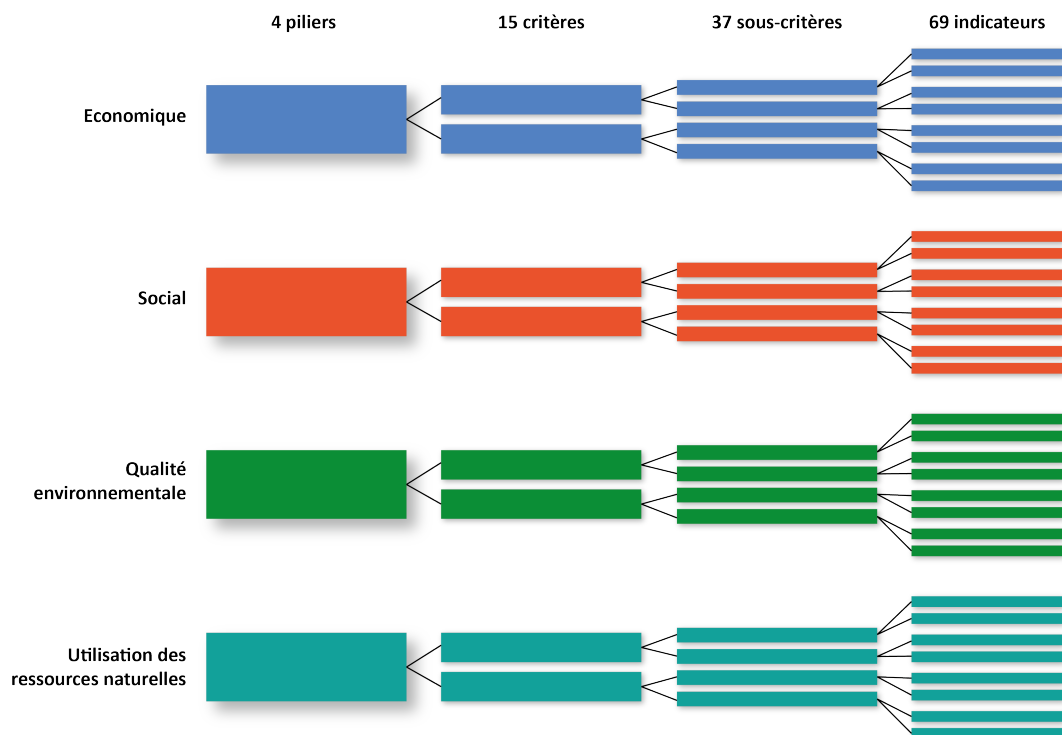 4 piliers
15 critères
37 sous-critères
69 indicateurs
Economique
Social
Qualité
environnementale
Utilisation des
ressources naturelles